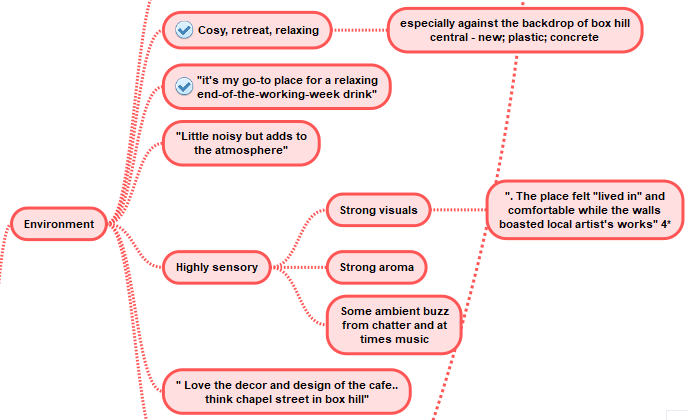 Cosy, retreat, relaxing
especially against the backdrop of box hill
central - new; plastic; concrete
"it's my go-to place for a relaxing
end-of-the-working-week drink"
"Little noisy but adds to
the atmosphere"
Environment
Highly sensory
Strong visuals
". The place felt "lived in" and
comfortable while the walls
boasted local artist's works" 4*
Strong aroma
Some ambient buzz
from chatter and at
times music
" Love the decor and design of the cafe..
think chapel street in box hill"